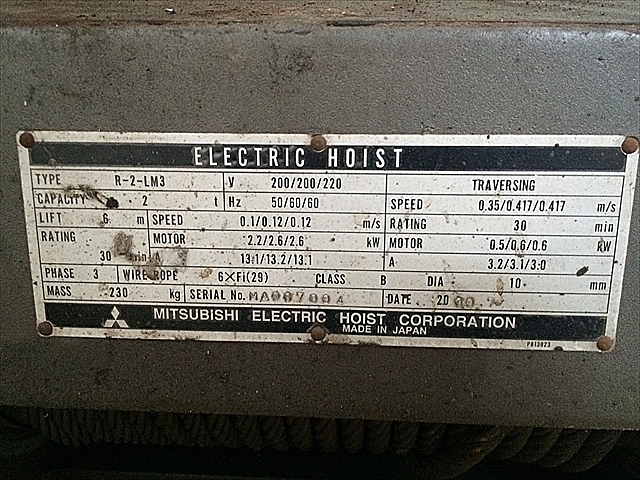 ELECTRIC HOIST
TYPE R-2-LM3 V 200/200/220 TRAVERSING
CAPACITY 2 t Hz 50/60/60 SPEED 0.35/0.417/0.417 m/s
LIFT 6 m SPEED 0.1/0.12/0.12 m/s RATING 30 min
RATING 30 min MOTOR 2.2/2.6/2.6 kW MOTOR 0.5/0.6/0.6 kW
A 13.1/13.2/13.1 A 3.2/3.1/3.0
PHASE 3 WIRE ROPE 6×Fi(29) CLASS B DIA 10 mm
MASS 230 kg SERIAL No. DATE 20
MITSUBISHI ELECTRIC HOIST CORPORATION
MADE IN JAPAN